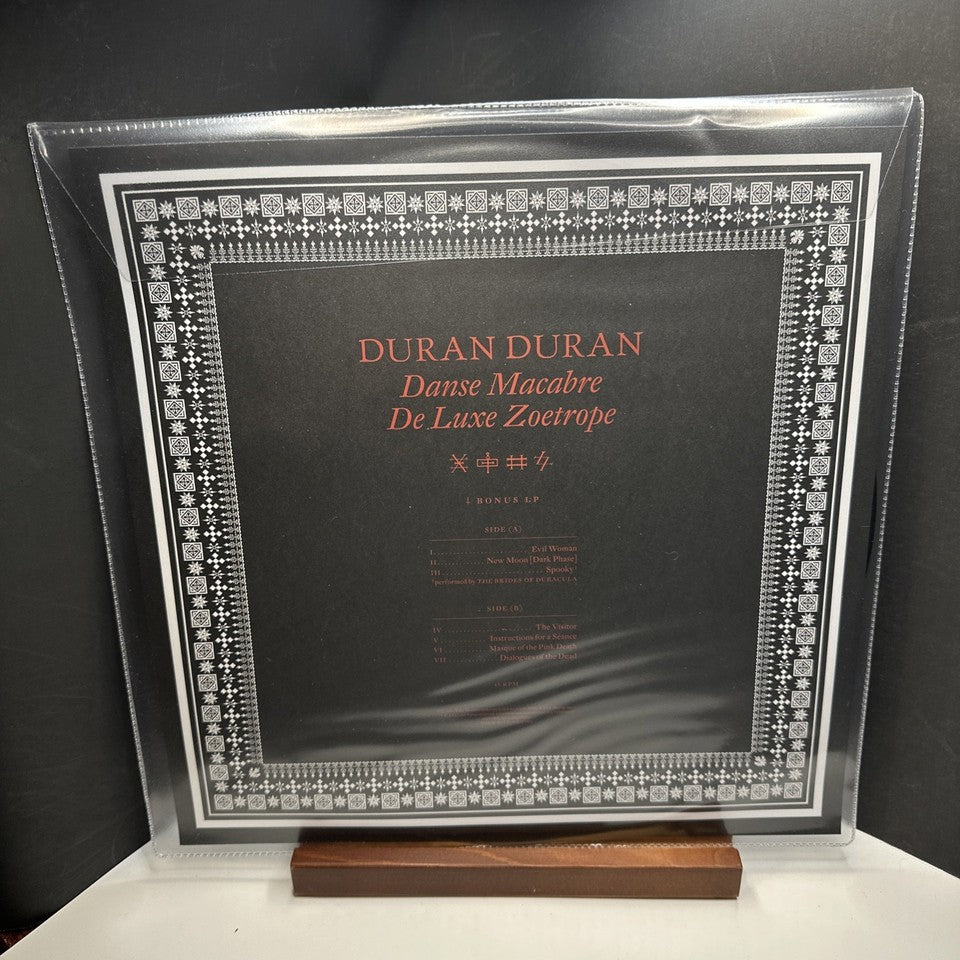 DURAN DURAN
Danse Macabre
De Luxe Zoetrope
BONUS LP
SIDE (A)
I. .................... Evil Woman
II. ........... New Moon [Dark Phase]
III ........................ Spooky†
†performed by THE BRIDES OF DURACULA
SIDE (B)
IV .................... The Visitor
V ............ Instructions for a Séance
VI ............ Masque of the Pink Death
VII ............ Dialogues of the Dead
RPM